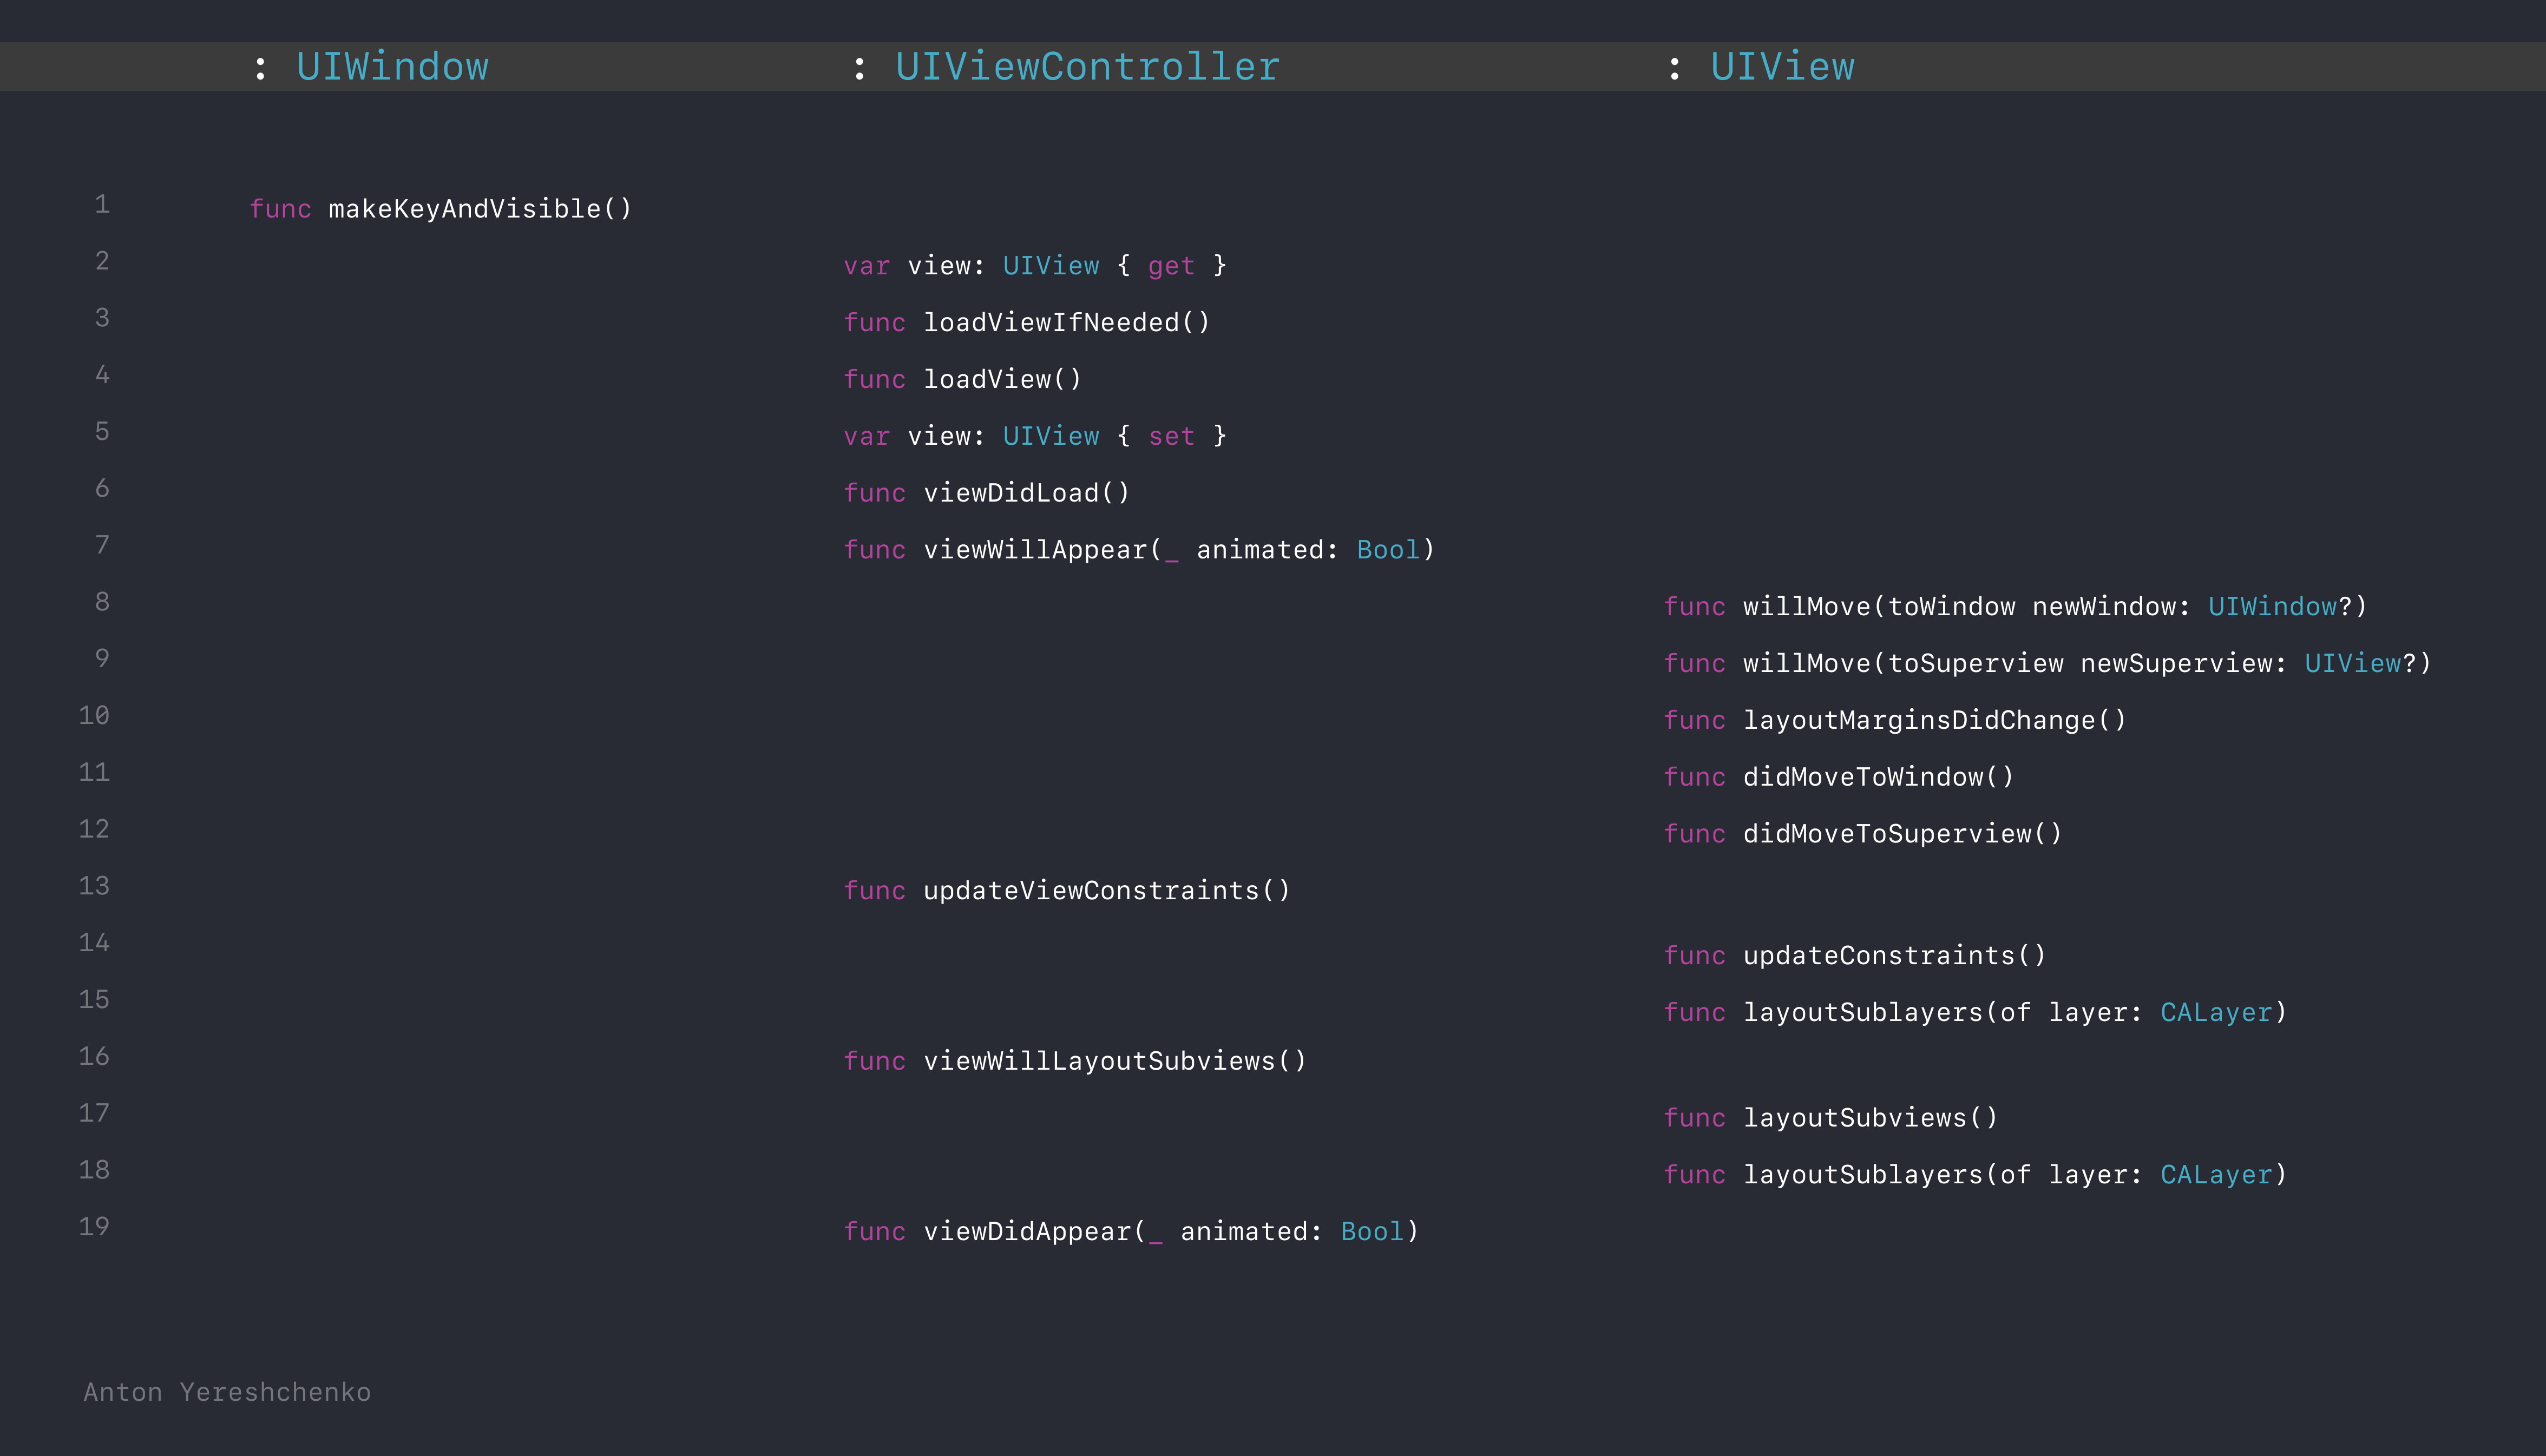 : UIWindow : UIViewController : UIView
1 func makeKeyAndVisible()
2 var view: UIView { get }
3 func loadViewIfNeeded()
4 func loadView()
5 var view: UIView { set }
6 func viewDidLoad()
7 func viewWillAppear(_ animated: Bool)
8 func willMove(toWindow newWindow: UIWindow?)
9 func willMove(toSuperview newSuperview: UIView?)
10 func layoutMarginsDidChange()
11 func didMoveToWindow()
12 func didMoveToSuperview()
13 func updateViewConstraints()
14 func updateConstraints()
15 func layoutSublayers(of layer: CALayer)
16 func viewWillLayoutSubviews()
17 func layoutSubviews()
18 func layoutSublayers(of layer: CALayer)
19 func viewDidAppear(_ animated: Bool)
Anton Yereshchenko